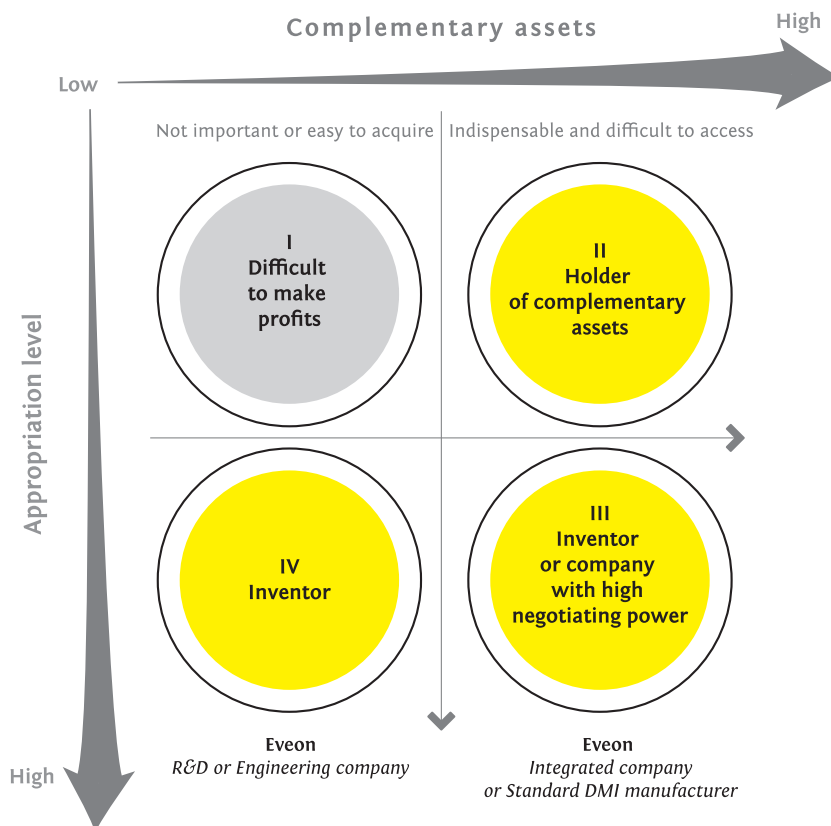 Complementary assets
High
Low
Not important or easy to acquire
Indispensable and difficult to access
I
Difficult
to make
profits
II
Holder
of complementary
assets
Appropriation level
IV
Inventor
III
Inventor
or company
with high
negotiating power
High
Eveon
R&D or Engineering company
Eveon
Integrated company
or Standard DMI manufacturer